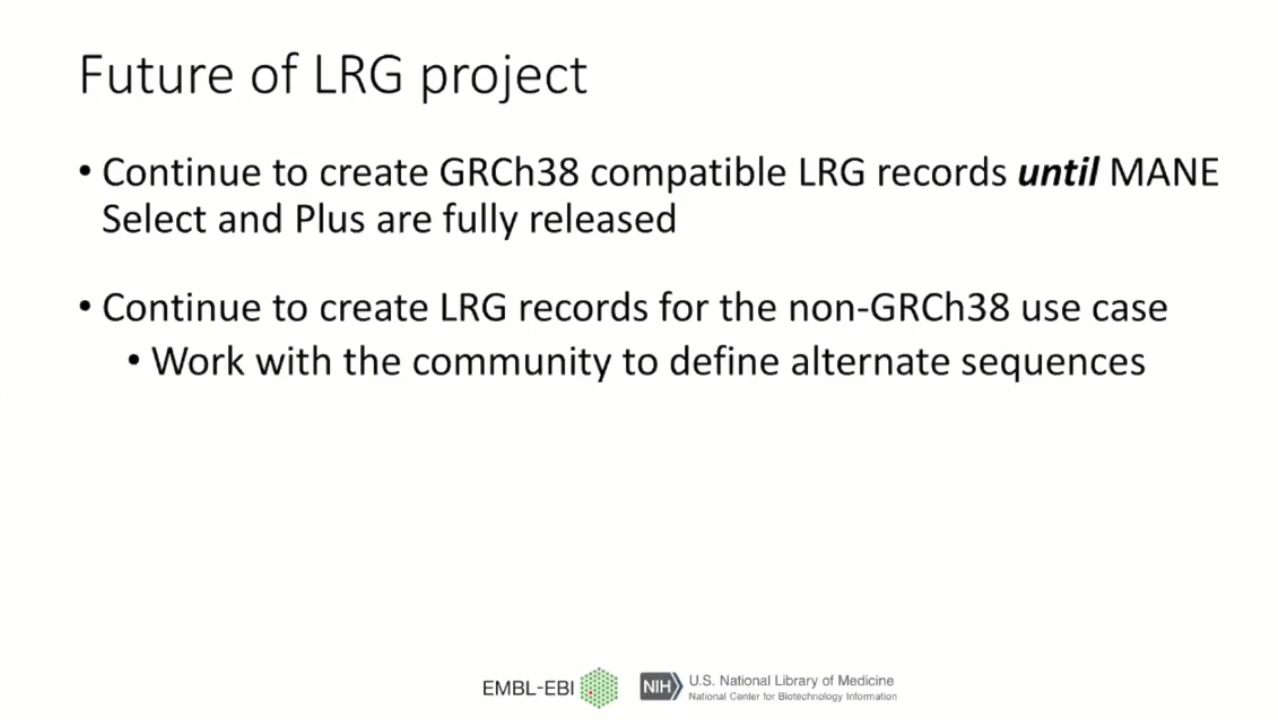 Future of LRG project
• Continue to create GRCh38 compatible LRG records until MANE
Select and Plus are fully released
• Continue to create LRG records for the non-GRCh38 use case
• Work with the community to define alternate sequences
EMBL-EBI
NIH
U.S. National Library of Medicine
National Center for Biotechnology Information